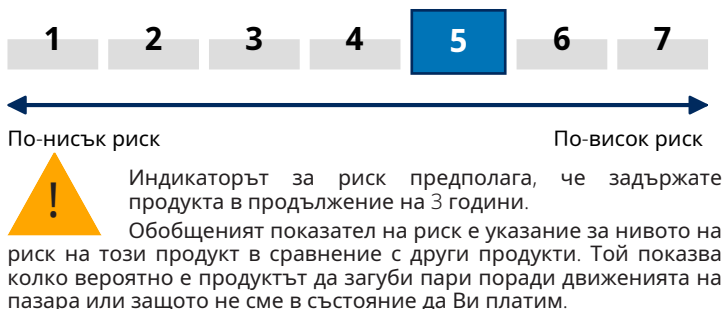 1 2 3 4 5 6 7
По-нисък риск По-висок риск
!
Индикаторът за риск предполага, че задържате
продукта в продължение на 3 години.
Обобщеният показател на риск е указание за нивото на
риск на този продукт в сравнение с други продукти. Той показва
колко вероятно е продуктът да загуби пари поради движенията на
пазара или защото не сме в състояние да Ви платим.